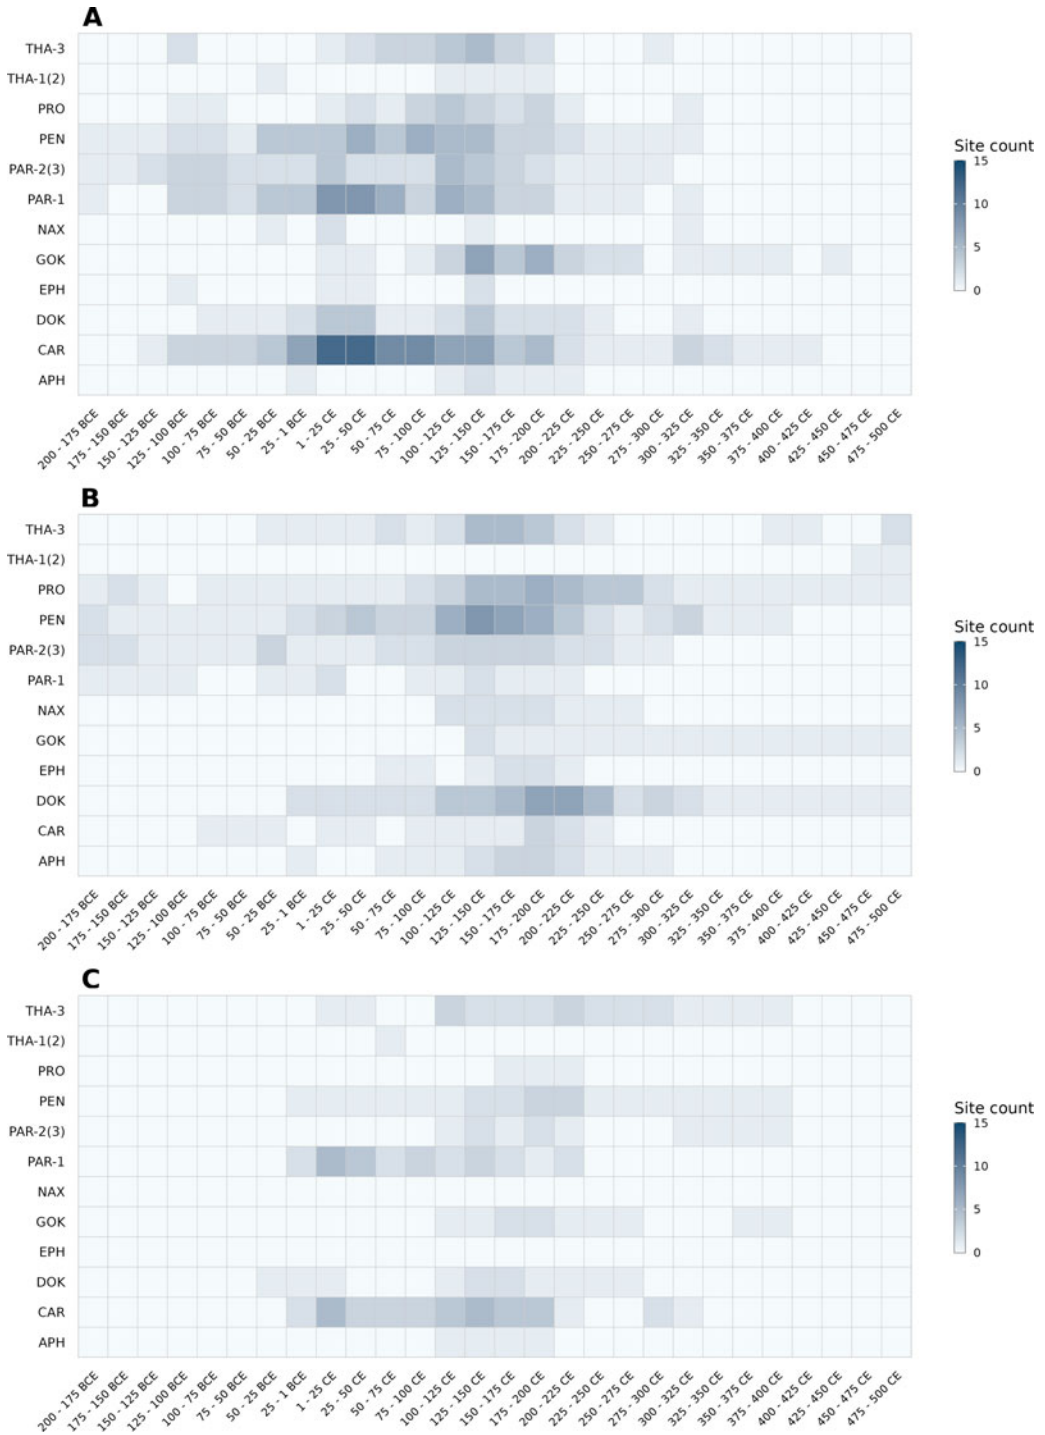 A
THA-3
THA-1(2)
PRO
PEN
PAR-2(3)
PAR-1
NAX
GOK
EPH
DOK
CAR
APH
200 - 175 BCE
175 - 150 BCE
150 - 125 BCE
125 - 100 BCE
100 - 75 BCE
75 - 50 BCE
50 - 25 BCE
25 - 1 BCE
1 - 25 CE
25 - 50 CE
50 - 75 CE
75 - 100 CE
100 - 125 CE
125 - 150 CE
150 - 175 CE
175 - 200 CE
200 - 225 CE
225 - 250 CE
250 - 275 CE
275 - 300 CE
300 - 325 CE
325 - 350 CE
350 - 375 CE
375 - 400 CE
400 - 425 CE
425 - 450 CE
450 - 475 CE
475 - 500 CE
Site count
15
10
5
0
B
THA-3
THA-1(2)
PRO
PEN
PAR-2(3)
PAR-1
NAX
GOK
EPH
DOK
CAR
APH
200 - 175 BCE
175 - 150 BCE
150 - 125 BCE
125 - 100 BCE
100 - 75 BCE
75 - 50 BCE
50 - 25 BCE
25 - 1 BCE
1 - 25 CE
25 - 50 CE
50 - 75 CE
75 - 100 CE
100 - 125 CE
125 - 150 CE
150 - 175 CE
175 - 200 CE
200 - 225 CE
225 - 250 CE
250 - 275 CE
275 - 300 CE
300 - 325 CE
325 - 350 CE
350 - 375 CE
375 - 400 CE
400 - 425 CE
425 - 450 CE
450 - 475 CE
475 - 500 CE
Site count
15
10
5
0
C
THA-3
THA-1(2)
PRO
PEN
PAR-2(3)
PAR-1
NAX
GOK
EPH
DOK
CAR
APH
200 - 175 BCE
175 - 150 BCE
150 - 125 BCE
125 - 100 BCE
100 - 75 BCE
75 - 50 BCE
50 - 25 BCE
25 - 1 BCE
1 - 25 CE
25 - 50 CE
50 - 75 CE
75 - 100 CE
100 - 125 CE
125 - 150 CE
150 - 175 CE
175 - 200 CE
200 - 225 CE
225 - 250 CE
250 - 275 CE
275 - 300 CE
300 - 325 CE
325 - 350 CE
350 - 375 CE
375 - 400 CE
400 - 425 CE
425 - 450 CE
450 - 475 CE
475 - 500 CE
Site count
15
10
5
0